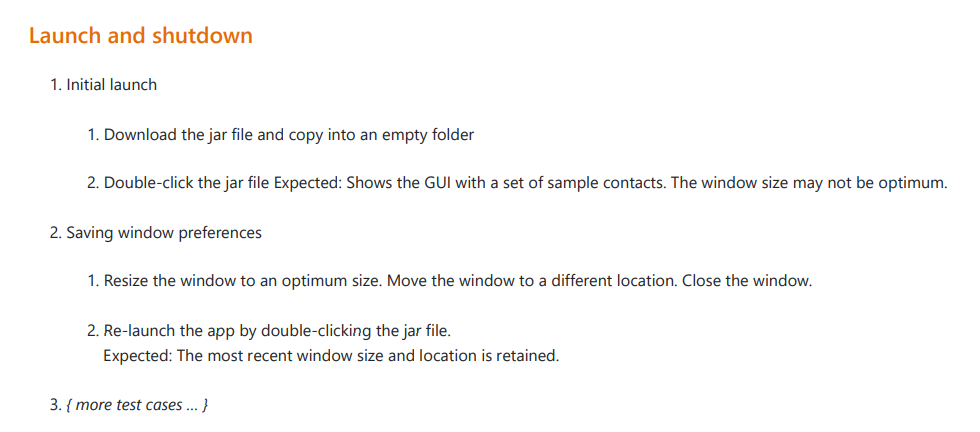 Launch and shutdown
1. Initial launch
1. Download the jar file and copy into an empty folder
2. Double-click the jar file Expected: Shows the GUI with a set of sample contacts. The window size may not be optimum.
2. Saving window preferences
1. Resize the window to an optimum size. Move the window to a different location. Close the window.
2. Re-launch the app by double-clicking the jar file.
Expected: The most recent window size and location is retained.
3. { more test cases … }